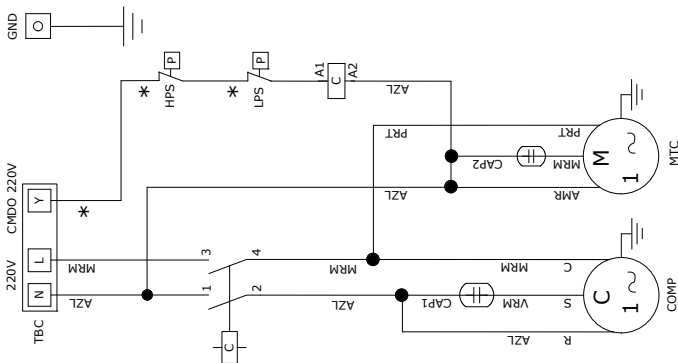 GND
220V
CMDO 220V
N
L
Y
TBC
AZL
MRM
*
*
HPS
P
*
LPS
P
A1
C
A2
AZL
1
3
2
4
C
AZL
MRM
AZL
PRT
CAP1
CAP2
AZL
VRM
MRM
AMR
MRM
PRT
R
S
C
C
1 ~
COMP
M
1 ~
MTC